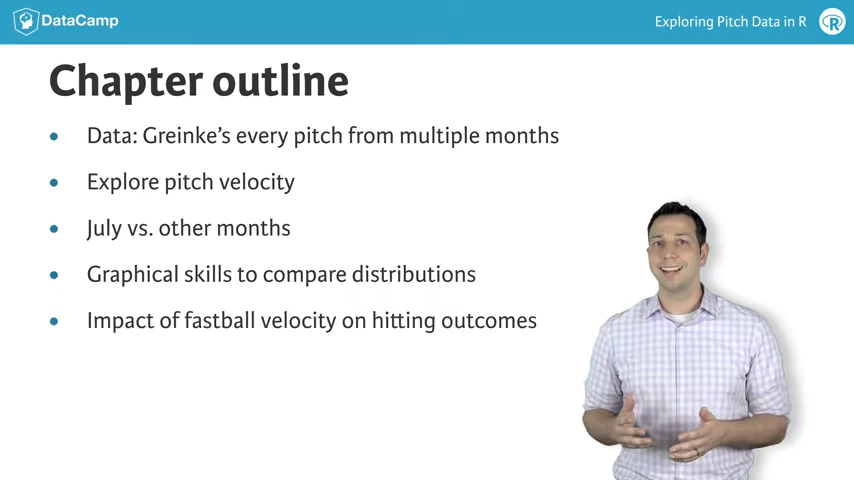 DataCamp
Exploring Pitch Data in R
R
Chapter outline
• Data: Greinke's every pitch from multiple months
• Explore pitch velocity
• July vs. other months
• Graphical skills to compare distributions
• Impact of fastball velocity on hitting outcomes